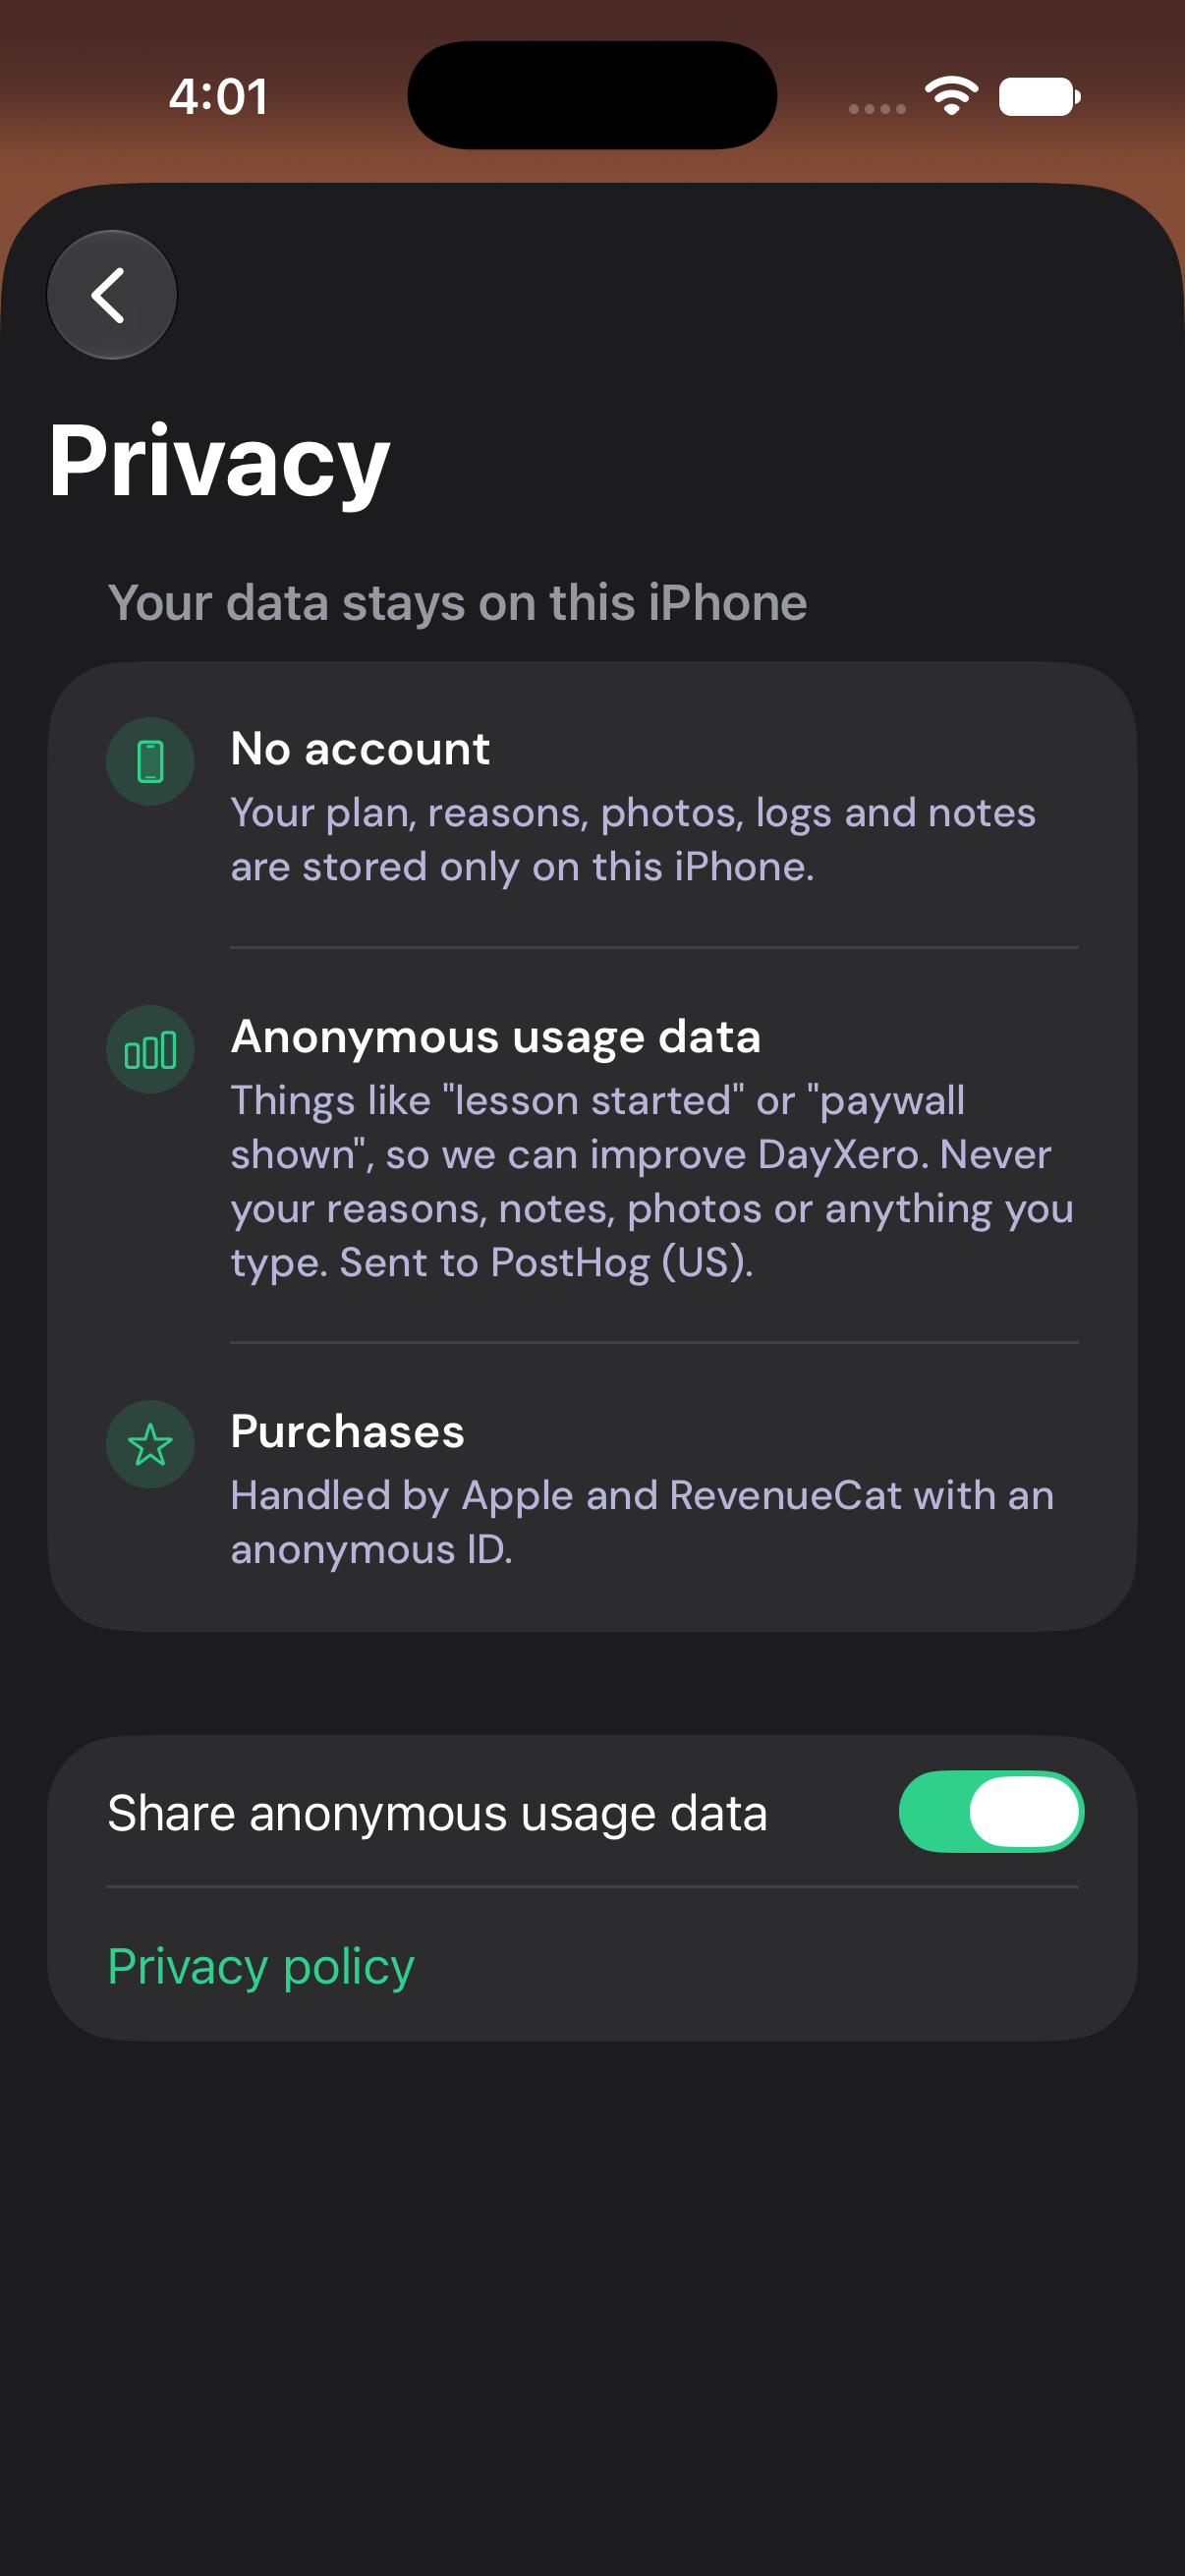 4:01
Privacy
Your data stays on this iPhone
No account
Your plan, reasons, photos, logs and notes
are stored only on this iPhone.
Anonymous usage data
Things like "lesson started" or "paywall
shown", so we can improve DayXero. Never
your reasons, notes, photos or anything you
type. Sent to PostHog (US).
Purchases
Handled by Apple and RevenueCat with an
anonymous ID.
Share anonymous usage data
Privacy policy